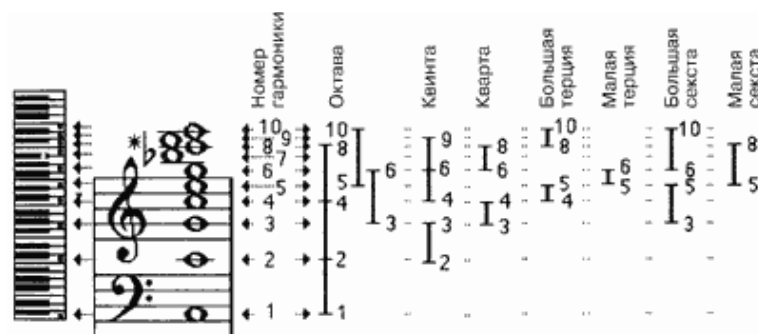 Номер гармоники
Октава
Квинта
Кварта
Большая терция
Малая терция
Большая секста
Малая секста
10 10 10 10
9 9
8 8 8 8 8
7
6 6 6 6 6 6
5 5 5 5 5 5
4 4 4 4 4
3 3 3 3 3
2 2 2
1 1